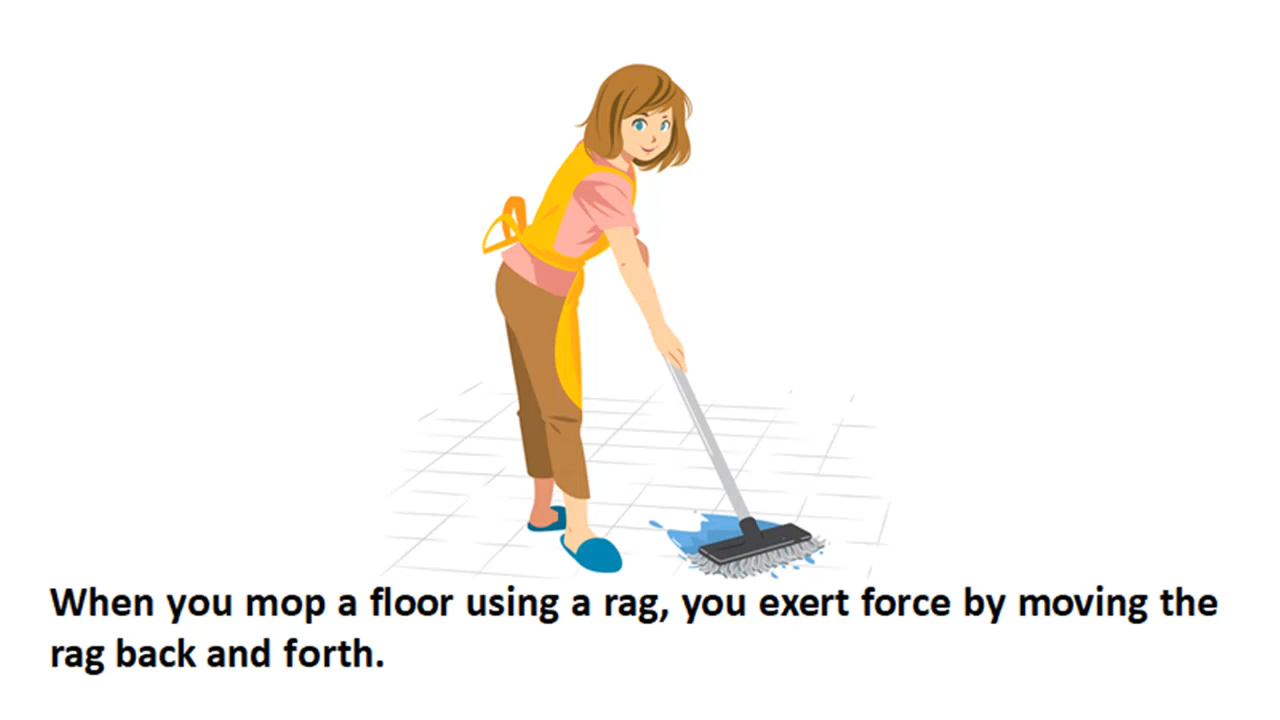 When you mop a floor using a rag, you exert force by moving the
rag back and forth.